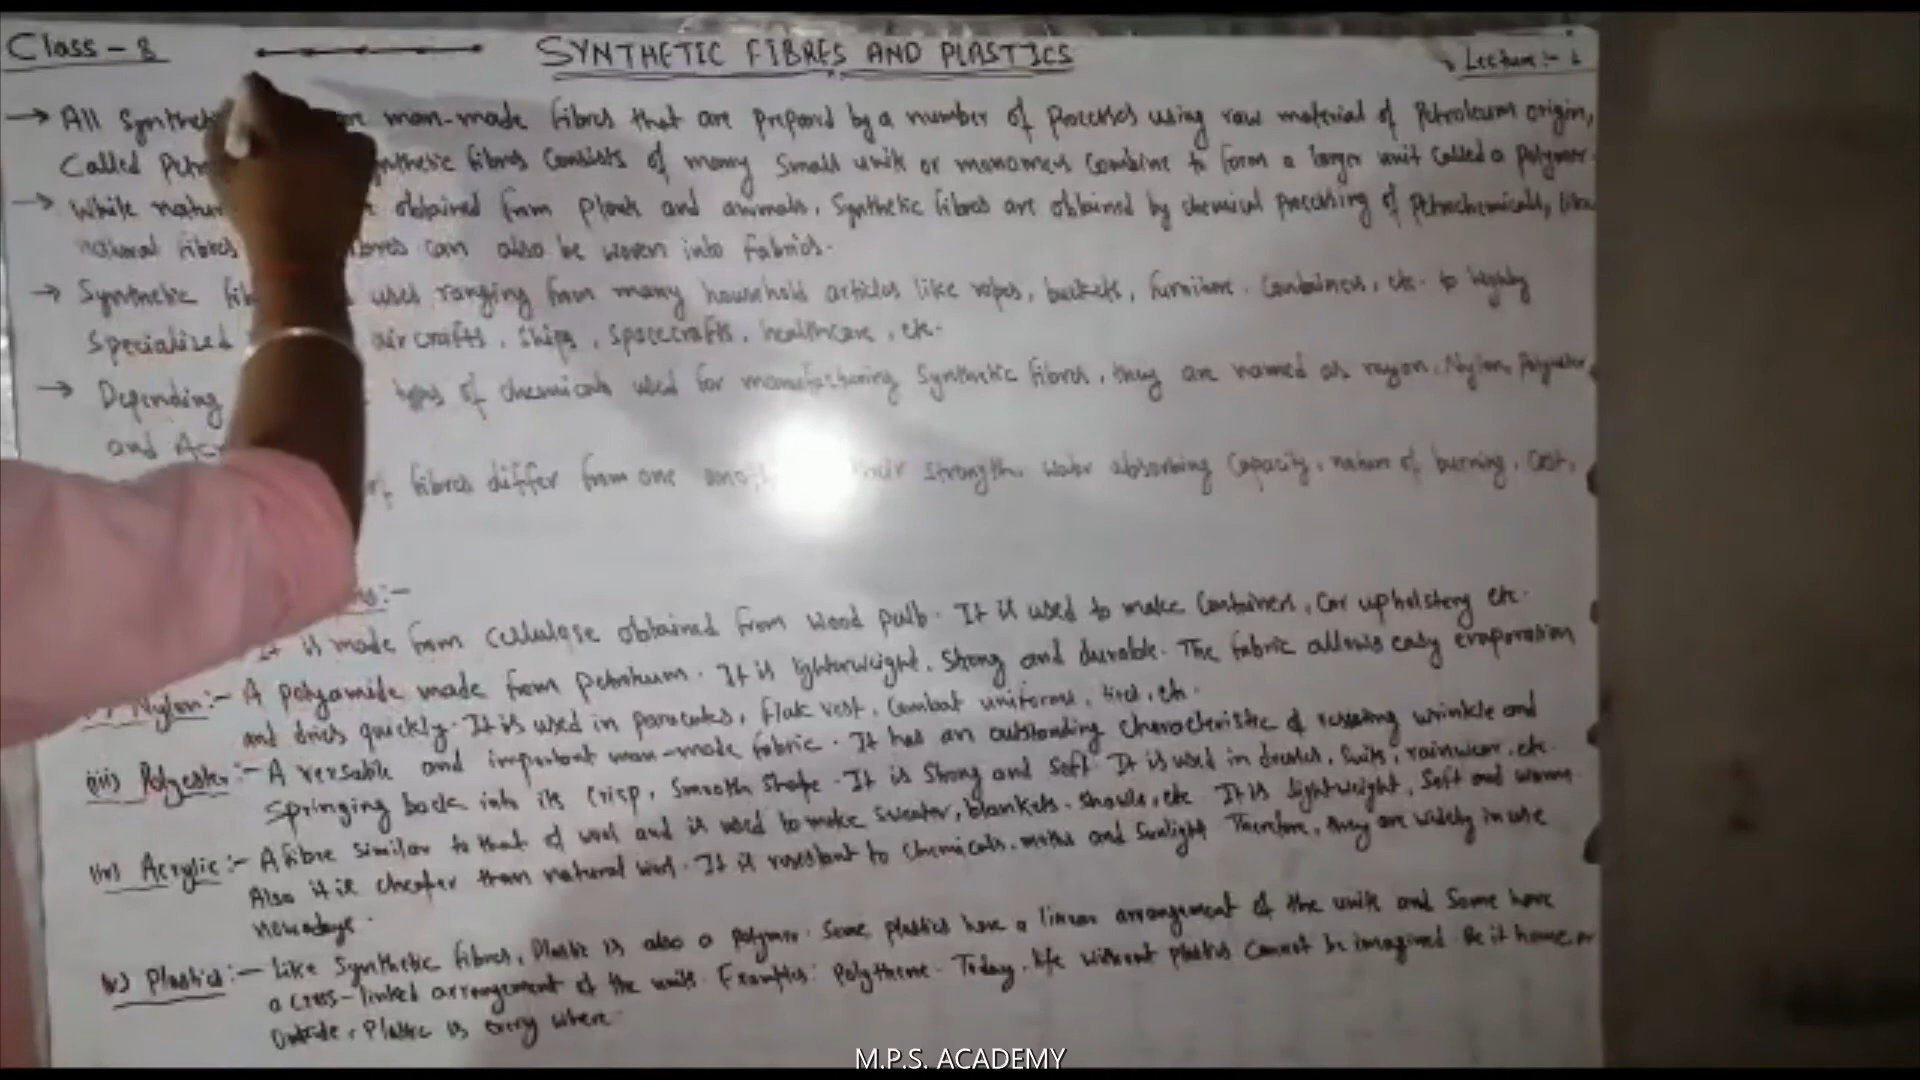 Class - 8 SYNTHETIC FIBRES AND PLASTICS Lecture:- 1
→ All Synthetic man-made fibres that are prepared by a number of Processes using raw material of Petroleum origin,
Called fibres Consists of many Small units or monomers Combine to form a larger unit Called a polymer.
→ While obtained from plants and animals, Synthetic fibres are obtained by chemical processing of Petrochemicals, like
natural fibres can also be woven into fabrics.
→ Synthetic uses ranging from many household articles like ropes, buckets, furniture, Containers, etc. to highly
Specialized air crafts, Ships, Spacecrafts, healthcare, etc.
→ Depending types of chemicals used for manufacturing Synthetic fibres, they are named as rayon, Nylon, Polyester
and
fibres differ from one strength, water absorbing Capacity, nature of burning, Cost,
:-
It is made from Cellulose obtained from wood pulb. It is used to make Containers, Car upholstery etc.
Nylon:- A polyamide made from petroleum. It is lightweight, Strong and durable. The fabric allows easy evaporation
and dries quickly. It is used in flak vest, Combat uniforms, etc.
(iii) Polyester:- A and important man-made fabric. It has an outstanding characteristic of wrinkle and
Springing back into its Crisp, Smooth Shape. It is Strong and Soft. It is used in dresses, Suits, rainwear, etc.
(iv) Acrylic:- A fibre similar to that of wool and is used to make sweater, blankets, shawls, etc. It is lightweight, Soft and
Also it is cheaper than natural wool. It is resistant to chemicals, moths and Sunlight. Therefore, they are widely in use
nowadays.
(v) Plastics:- Like Synthetic fibres, Plastic is also a polymer. Some plastics have a linear arrangement of the units and Some have
a Cross-linked arrangement of the units. Examples: Polythene. Today, life without plastics Cannot be imagined. Be it home or
Outside, Plastic is every where.
M.P.S. ACADEMY